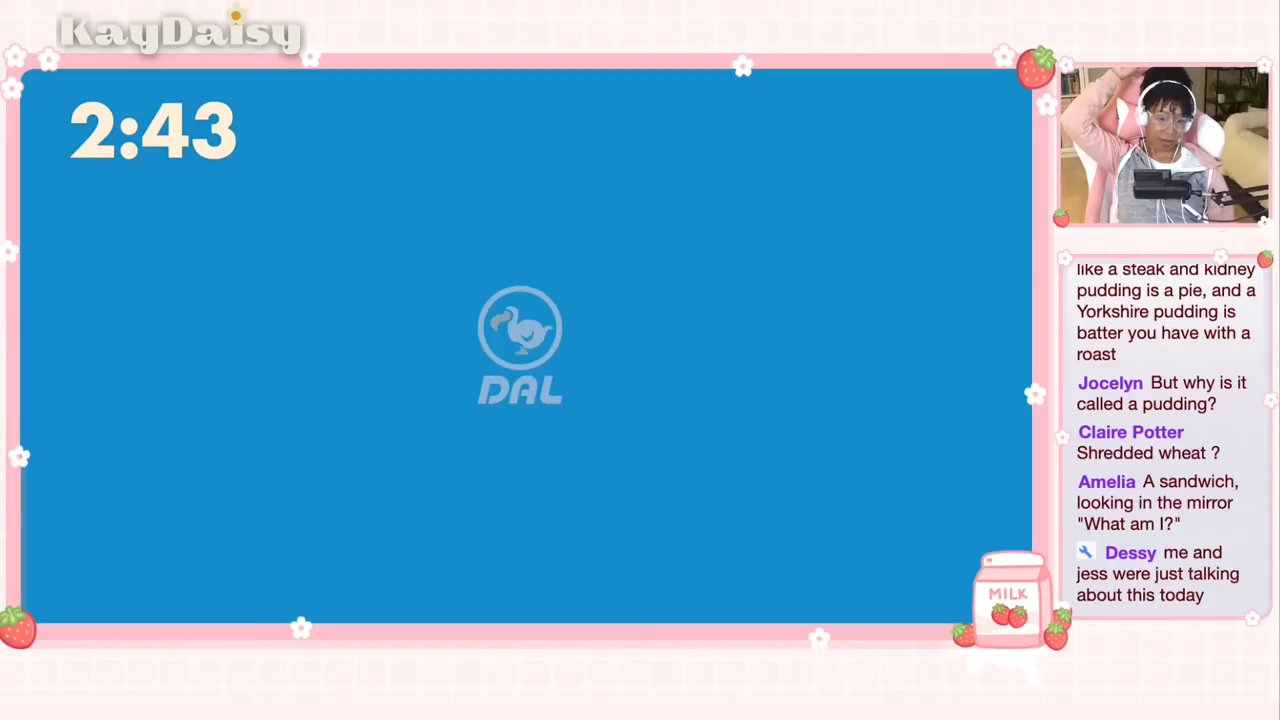 KayDaisy
2:43
DAL
like a steak and kidney
pudding is a pie, and a
Yorkshire pudding is
batter you have with a
roast
Jocelyn But why is it
called a pudding?
Claire Potter
Shredded wheat ?
Amelia A sandwich,
looking in the mirror
"What am I?"
Dessy me and
jess were just talking
about this today
MILK